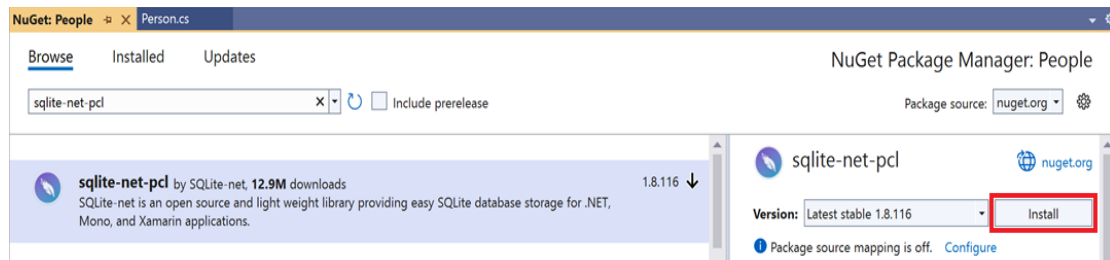 NuGet: People
Person.cs
Browse Installed Updates
NuGet Package Manager: People
sqlite-net-pcl
Include prerelease
Package source: nuget.org
sqlite-net-pcl by SQLite-net, 12.9M downloads
1.8.116
SQLite-net is an open source and light weight library providing easy SQLite database storage for .NET,
Mono, and Xamarin applications.
sqlite-net-pcl
nuget.org
Version: Latest stable 1.8.116
Install
Package source mapping is off. Configure